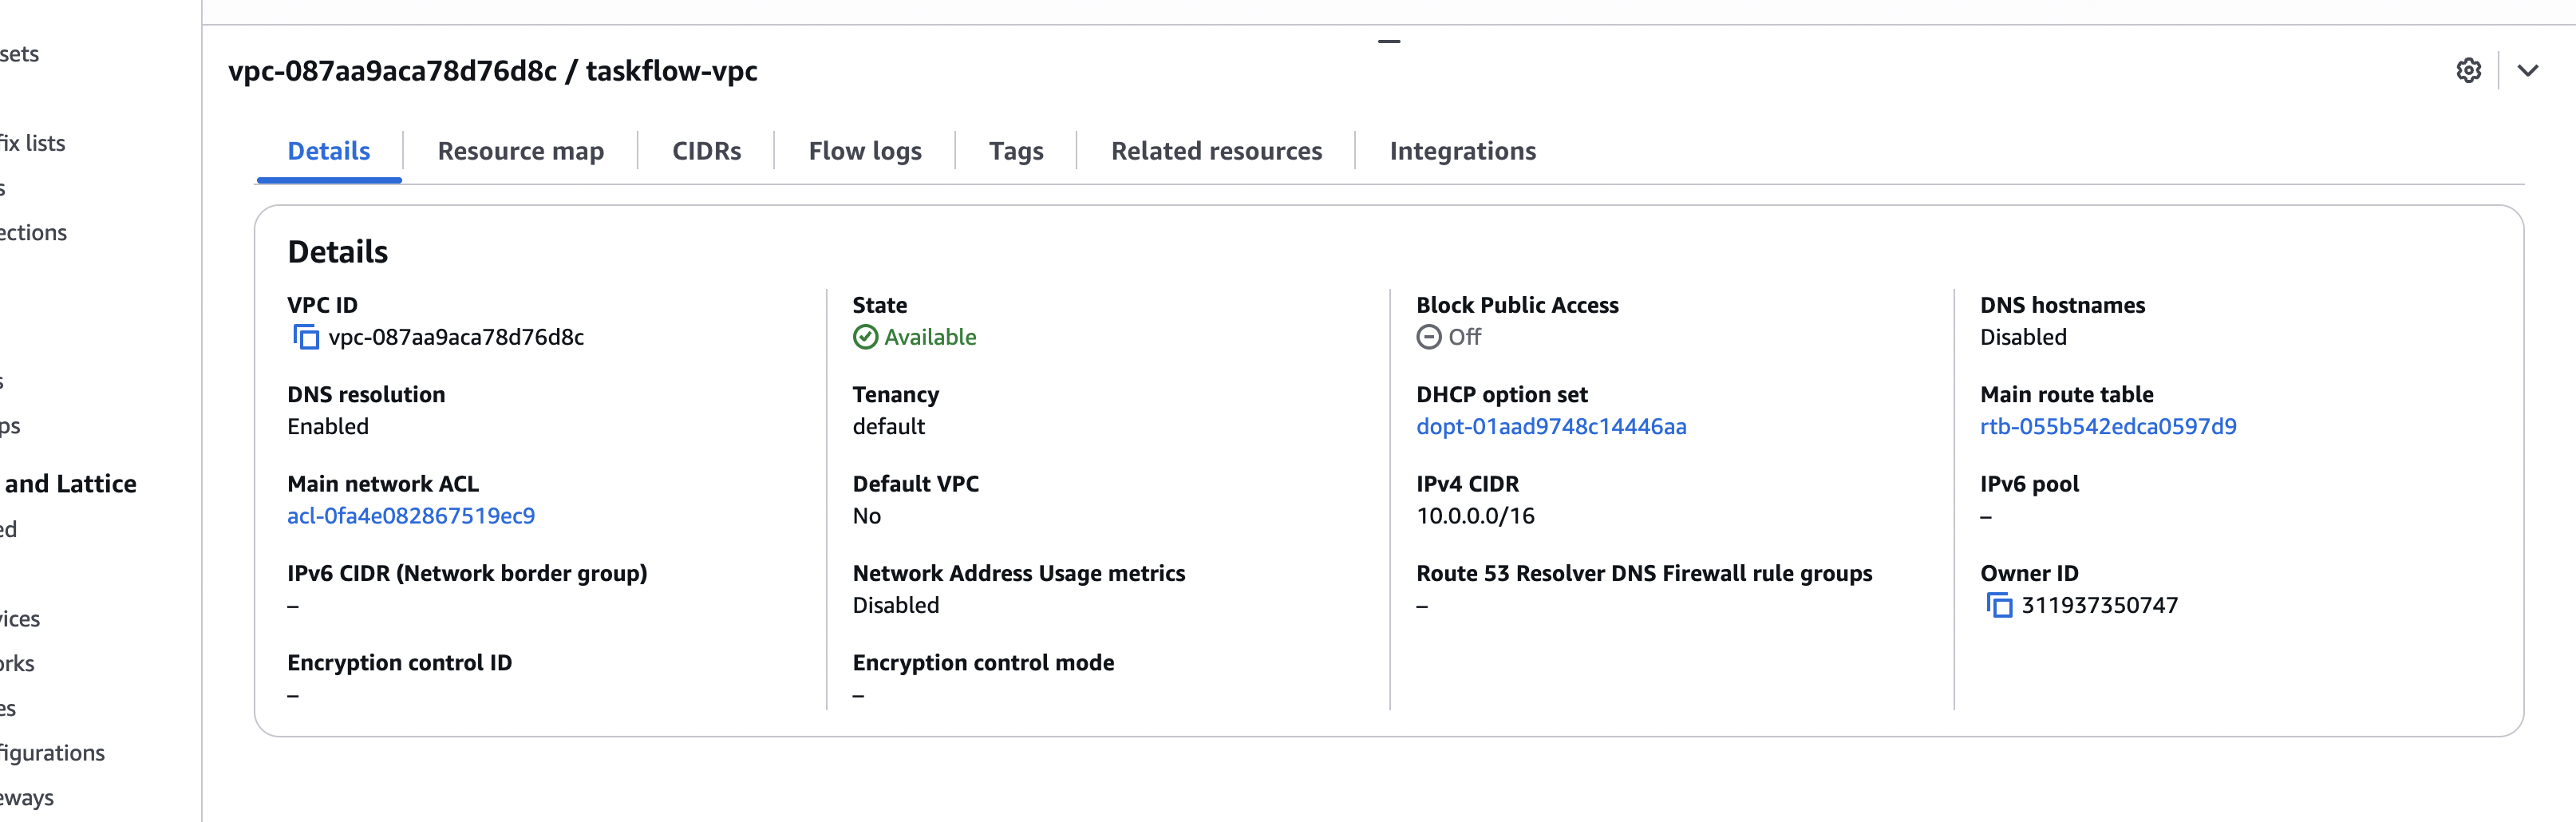 sets
fix lists
s
ections
s
ps
and Lattice
ed
vices
orks
es
figurations
eways
vpc-087aa9aca78d76d8c / taskflow-vpc
Details
Resource map
CIDRs
Flow logs
Tags
Related resources
Integrations
Details
VPC ID
vpc-087aa9aca78d76d8c
State
Available
Block Public Access
Off
DNS hostnames
Disabled
DNS resolution
Enabled
Tenancy
default
DHCP option set
dopt-01aad9748c14446aa
Main route table
rtb-055b542edca0597d9
Main network ACL
acl-0fa4e082867519ec9
Default VPC
No
IPv4 CIDR
10.0.0.0/16
IPv6 pool
–
IPv6 CIDR (Network border group)
–
Network Address Usage metrics
Disabled
Route 53 Resolver DNS Firewall rule groups
–
Owner ID
311937350747
Encryption control ID
–
Encryption control mode
–